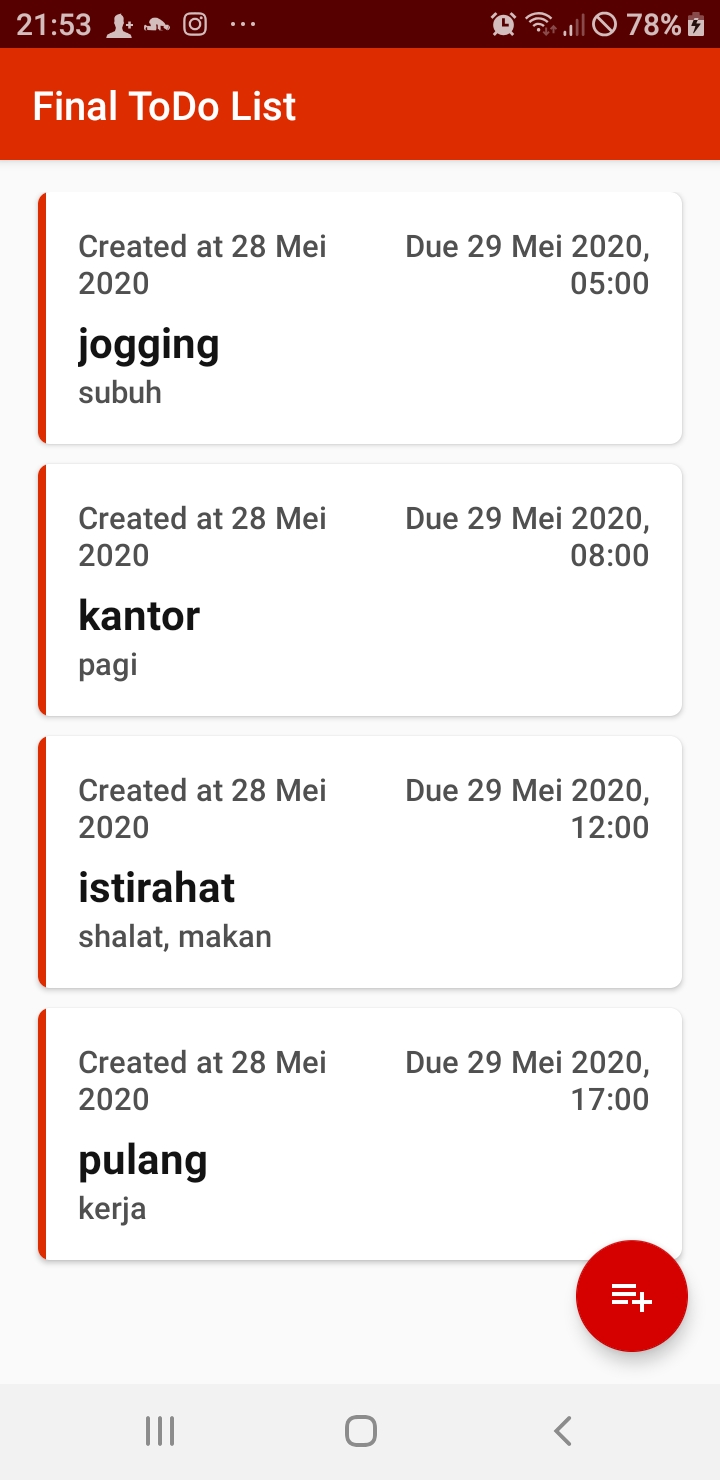 21:53 78%
Final ToDo List
Created at 28 Mei Due 29 Mei 2020,
2020 05:00
jogging
subuh
Created at 28 Mei Due 29 Mei 2020,
2020 08:00
kantor
pagi
Created at 28 Mei Due 29 Mei 2020,
2020 12:00
istirahat
shalat, makan
Created at 28 Mei Due 29 Mei 2020,
2020 17:00
pulang
kerja